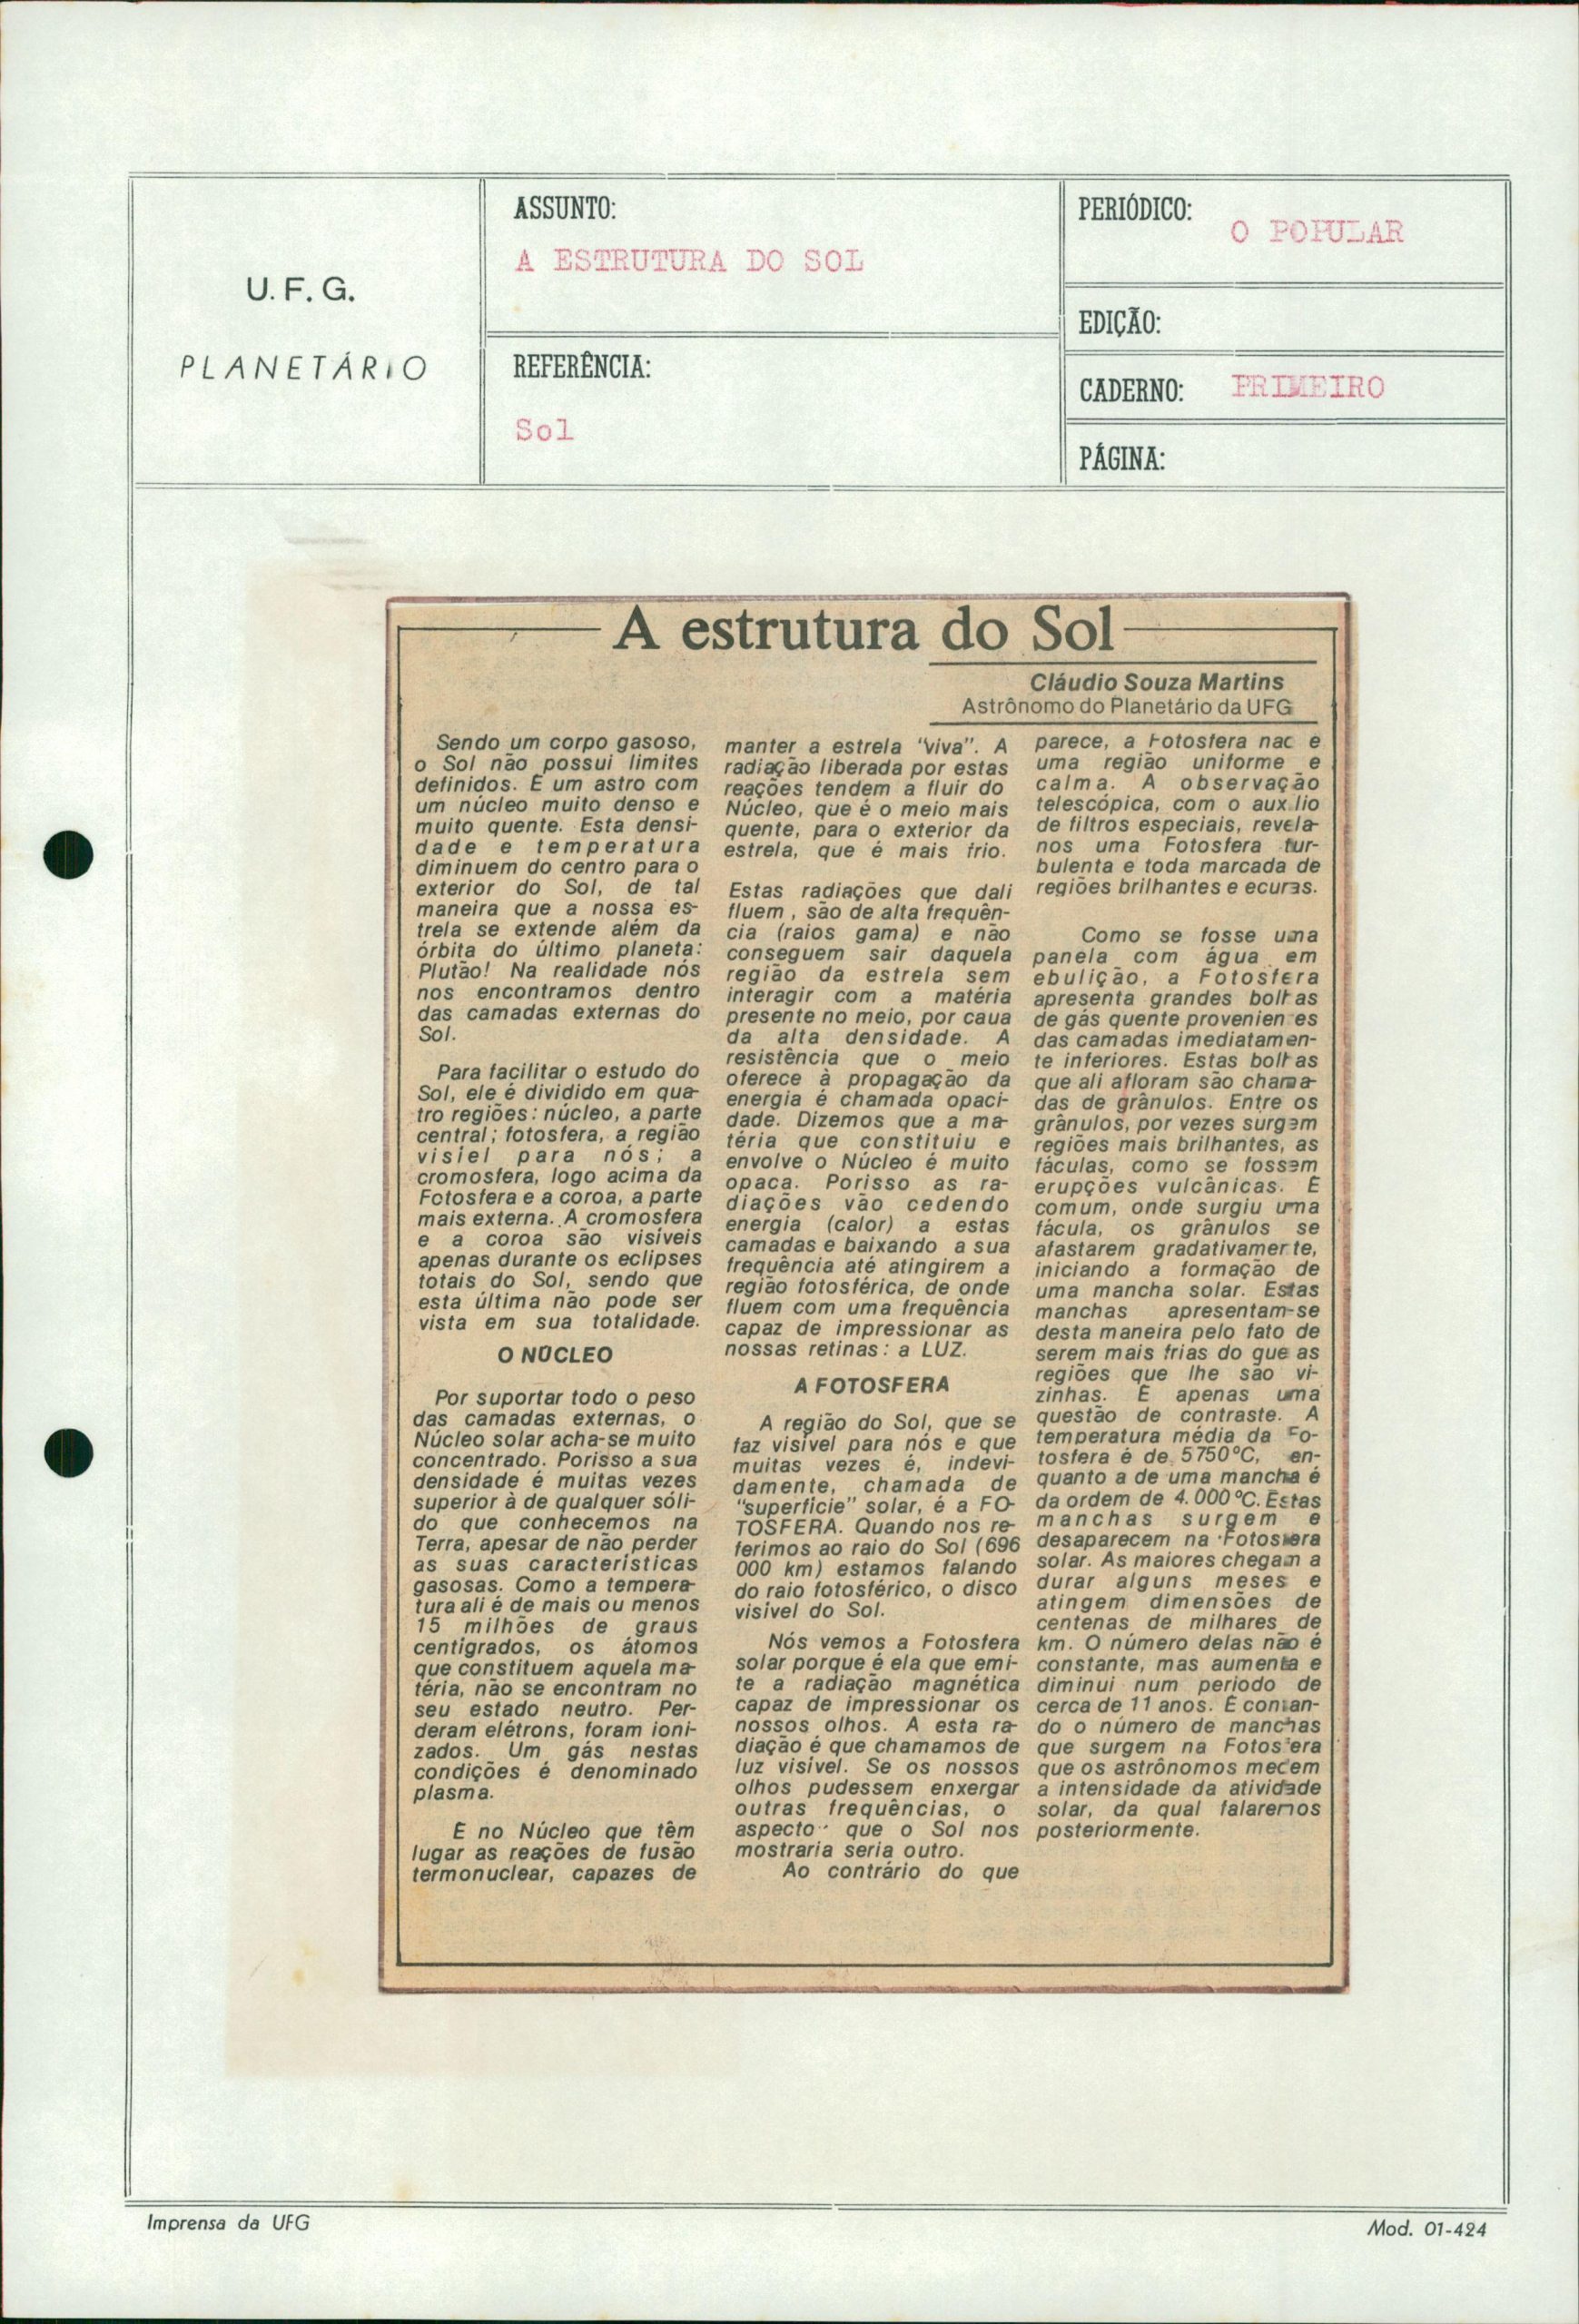 U. F. G.
PLANETÁRIO
ASSUNTO:
A ESTRUTURA DO SOL
REFERÊNCIA:
Sol
PERIÓDICO:
O POPULAR
EDIÇÃO:
CADERNO: PRIMEIRO
PÁGINA:
A estrutura do Sol
Cláudio Souza Martins
Astrônomo do Planetário da UFG
Sendo um corpo gasoso,
o Sol não possui limites
definidos. E um astro com
um núcleo muito denso e
muito quente. Esta densi-
dade e temperatura
diminuem do centro para o
exterior do Sol, de tal
maneira que a nossa es-
trela se extende além da
órbita do último planeta:
Plutão! Na realidade nós
nos encontramos dentro
das camadas externas do
Sol.
Para facilitar o estudo do
Sol, ele é dividido em qua-
tro regiões: núcleo, a parte
central; fotosfera, a região
visíel para nós; a
cromosfera, logo acima da
Fotosfera e a coroa, a parte
mais externa. A cromosfera
e a coroa são visíveis
apenas durante os eclipses
totais do Sol, sendo que
esta última não pode ser
vista em sua totalidade.
O NÚCLEO
Por suportar todo o peso
das camadas externas, o
Núcleo solar acha-se muito
concentrado. Porisso a sua
densidade é muitas vezes
superior à de qualquer sóli-
do que conhecemos na
Terra, apesar de não perder
as suas características
gasosas. Como a tempera-
tura ali é de mais ou menos
15 milhões de graus
centígrados, os átomos
que constituem aquela ma-
téria, não se encontram no
seu estado neutro. Per-
deram elétrons, foram ioni-
zados. Um gás nestas
condições é denominado
plasma.
E no Núcleo que têm
lugar as reações de fusão
termonuclear, capazes de
manter a estrela "viva". A
radiação liberada por estas
reações tendem a fluir do
Núcleo, que é o meio mais
quente, para o exterior da
estrela, que é mais frio.
Estas radiações que dali
fluem, são de alta frequên-
cia (raios gama) e não
conseguem sair daquela
região da estrela sem
interagir com a matéria
presente no meio, por caua
da alta densidade. A
resistência que o meio
oferece à propagação da
energia é chamada opaci-
dade. Dizemos que a ma-
téria que constituiu e
envolve o Núcleo é muito
opaca. Porisso as ra-
diações vão cedendo
energia (calor) a estas
camadas e baixando a sua
frequência até atingirem a
região fotosférica, de onde
fluem com uma frequência
capaz de impressionar as
nossas retinas: a LUZ.
A FOTOSFERA
A região do Sol, que se
faz visível para nós e que
muitas vezes é, indevi-
damente, chamada de
"superfície" solar, é a FO-
TOSFERA. Quando nos re-
ferimos ao raio do Sol (696
000 km) estamos falando
do raio fotosférico, o disco
visível do Sol.
Nós vemos a Fotosfera
solar porque é ela que emi-
te a radiação magnética
capaz de impressionar os
nossos olhos. A esta ra-
diação é que chamamos de
luz visível. Se os nossos
olhos pudessem enxergar
outras frequências, o
aspecto que o Sol nos
mostraria seria outro.
Ao contrário do que
parece, a Fotosfera não e
uma região uniforme e
calma. A observação
telescópica, com o auxílio
de filtros especiais, revela-
nos uma Fotosfera tur-
bulenta e toda marcada de
regiões brilhantes e ecuras.
Como se fosse uma
panela com água em
ebulição, a Fotosfera
apresenta grandes bolhas
de gás quente provenientes
das camadas imediatamen-
te inferiores. Estas bolhas
que ali afloram são chama-
das de grânulos. Entre os
grânulos, por vezes surgem
regiões mais brilhantes, as
fáculas, como se fossem
erupções vulcânicas. E
comum, onde surgiu uma
fácula, os grânulos se
afastarem gradativamente,
iniciando a formação de
uma mancha solar. Estas
manchas apresentam-se
desta maneira pelo fato de
serem mais frias do que as
regiões que lhe são vi-
zinhas. E apenas uma
questão de contraste. A
temperatura média da Fo-
tosfera é de 5750ºC, en-
quanto a de uma mancha é
da ordem de 4.000ºC. Estas
manchas surgem e
desaparecem na Fotosfera
solar. As maiores chegam a
durar alguns meses e
atingem dimensões de
centenas de milhares de
km. O número delas não é
constante, mas aumenta e
diminui num período de
cerca de 11 anos. E contan-
do o número de manchas
que surgem na Fotosfera
que os astrônomos medem
a intensidade da atividade
solar, da qual falaremos
posteriormente.
Imprensa da UFG
Mod. 01-424